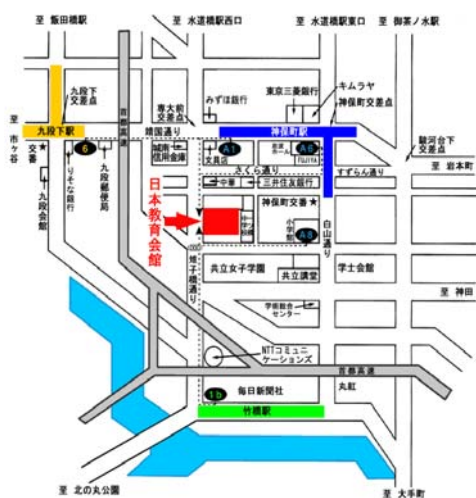 至 飯田橋駅
至 水道橋駅西口
至 水道橋駅東口
至 御茶ノ水駅
九段下
交差点
首都高速
専大前
交差点
みずほ銀行
東京三菱銀行
キムラヤ
神保町交差点
至 市ヶ谷
九段下駅
靖国通り
神保町駅
駿河台下
交差点
至 岩本町
交番
6
城南
信用金庫
A1
文具店
岩波
ホール
A6
FUJIYA
さくら通り
すずらん通り
九段会館
りそな銀行
九段郵便局
中華
三井住友銀行
日本教育会館
神保町交番★
小学館
A8
白山通り
雉子橋通り
共立女子学園
共立講堂
学士会館
至 神田
学術総合
センター
NTTコミュニ
ケーションズ
首都高速
丸紅
1b
毎日新聞社
竹橋駅
至 北の丸公園
至 大手町